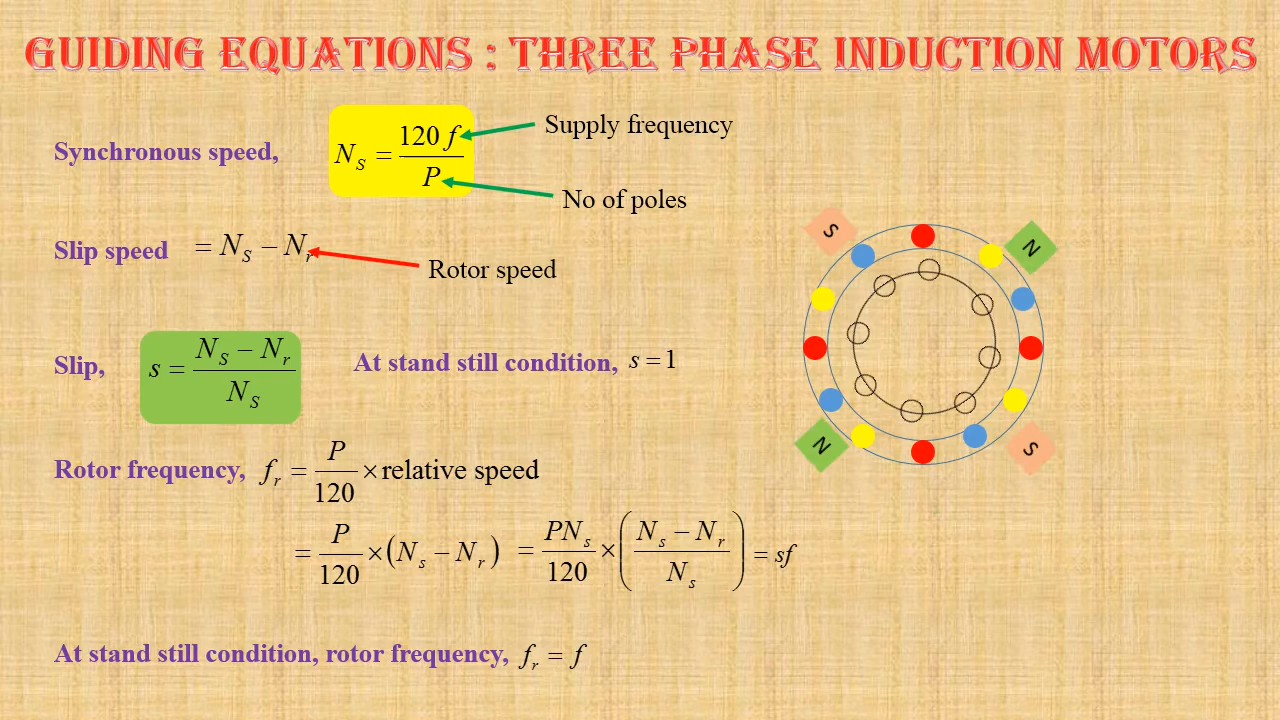 GUIDING EQUATIONS : THREE PHASE INDUCTION MOTORS
Synchronous speed, N_S = 120 f / P
Supply frequency
No of poles
Slip speed = N_S − N_r
Rotor speed
Slip, s = (N_S − N_r) / N_S
At stand still condition, s = 1
Rotor frequency, f_r = P / 120 × relative speed
= P / 120 × (N_s − N_r) = PN_s / 120 × ((N_s − N_r) / N_s) = sf
At stand still condition, rotor frequency, f_r = f
S
N
N
S